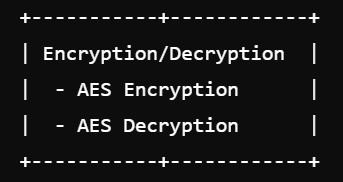 +-----------+------------+
| Encryption/Decryption  |
|  - AES Encryption      |
|  - AES Decryption      |
+-----------+------------+